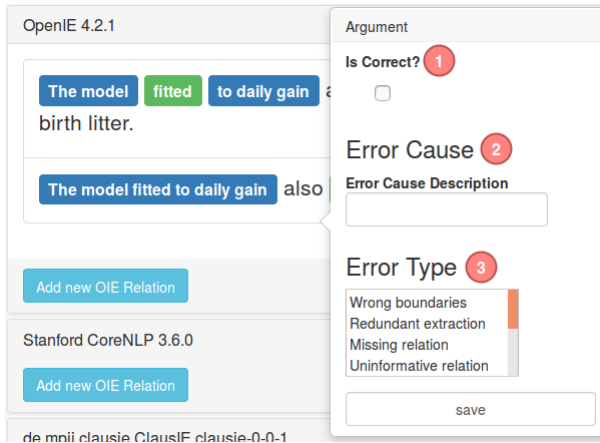 OpenIE 4.2.1
The model fitted to daily gain
birth litter.
The model fitted to daily gain also
Add new OIE Relation
Stanford CoreNLP 3.6.0
Add new OIE Relation
de mpii clausie ClausIE clausie-0-0-1
Argument
Is Correct? 1
Error Cause 2
Error Cause Description
Error Type 3
Wrong boundaries
Redundant extraction
Missing relation
Uninformative relation
save